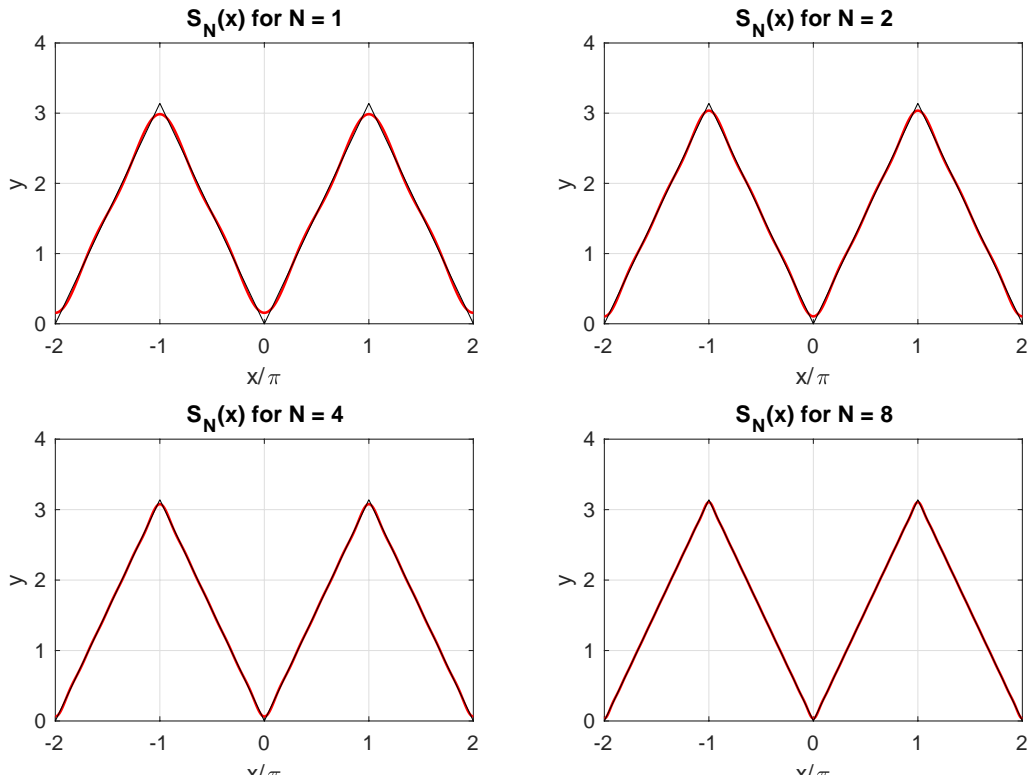 S_N(x) for N = 1
4
3
2
1
0
y
-2 -1 0 1 2
x/π
S_N(x) for N = 2
4
3
2
1
0
y
-2 -1 0 1 2
x/π
S_N(x) for N = 4
4
3
2
1
0
y
-2 -1 0 1 2
x/π
S_N(x) for N = 8
4
3
2
1
0
y
-2 -1 0 1 2
x/π